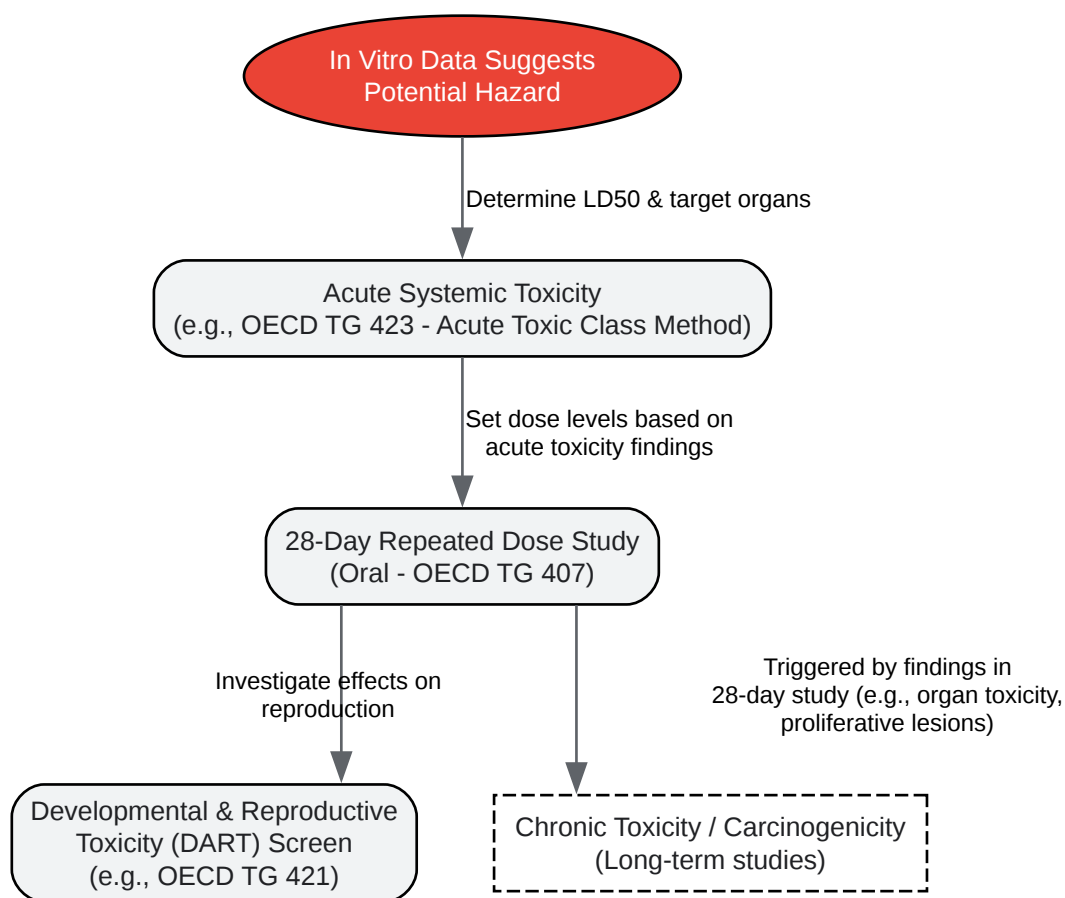 In Vitro Data Suggests
Potential Hazard
Determine LD50 & target organs
Acute Systemic Toxicity
(e.g., OECD TG 423 - Acute Toxic Class Method)
Set dose levels based on
acute toxicity findings
28-Day Repeated Dose Study
(Oral - OECD TG 407)
Investigate effects on
reproduction
Triggered by findings in
28-day study (e.g., organ toxicity,
proliferative lesions)
Developmental & Reproductive
Toxicity (DART) Screen
(e.g., OECD TG 421)
Chronic Toxicity / Carcinogenicity
(Long-term studies)